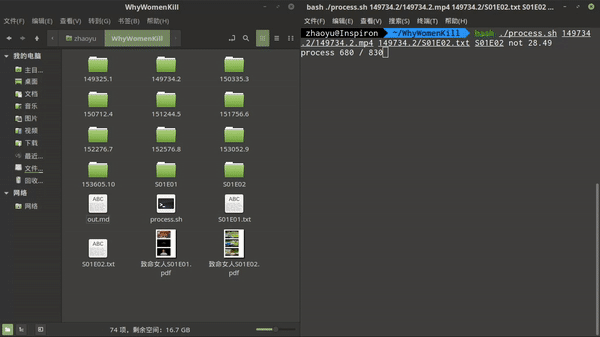 WhyWomenKill
文件(F) 编辑(E) 查看(V) 转到(G) 书签(B) 帮助(H)
zhaoyu WhyWomenKill
我的电脑
主目...
桌面
文档
音乐
图片
视频
下载
最近...
文件...
回收...
网络
网络
149325.1 149734.2 150335.3
150712.4 151244.5 151756.6
152276.7 152576.8 153052.9
153605.10 S01E01 S01E02
out.md process.sh S01E01.txt
S01E02.txt 致命女人S01E01.pdf 致命女人S01E02.pdf
74 项，剩余空间：16.7 GB
bash ./process.sh 149734.2/149734.2.mp4 149734.2/S01E02.txt S01E02 ...
文件(F) 编辑(E) 查看(V) 搜索(S) 终端(T) 帮助(H)
zhaoyu@Inspiron ~/WhyWomenKill bash ./process.sh 149734
.2/149734.2.mp4 149734.2/S01E02.txt S01E02 not 28.49
process 680 / 830